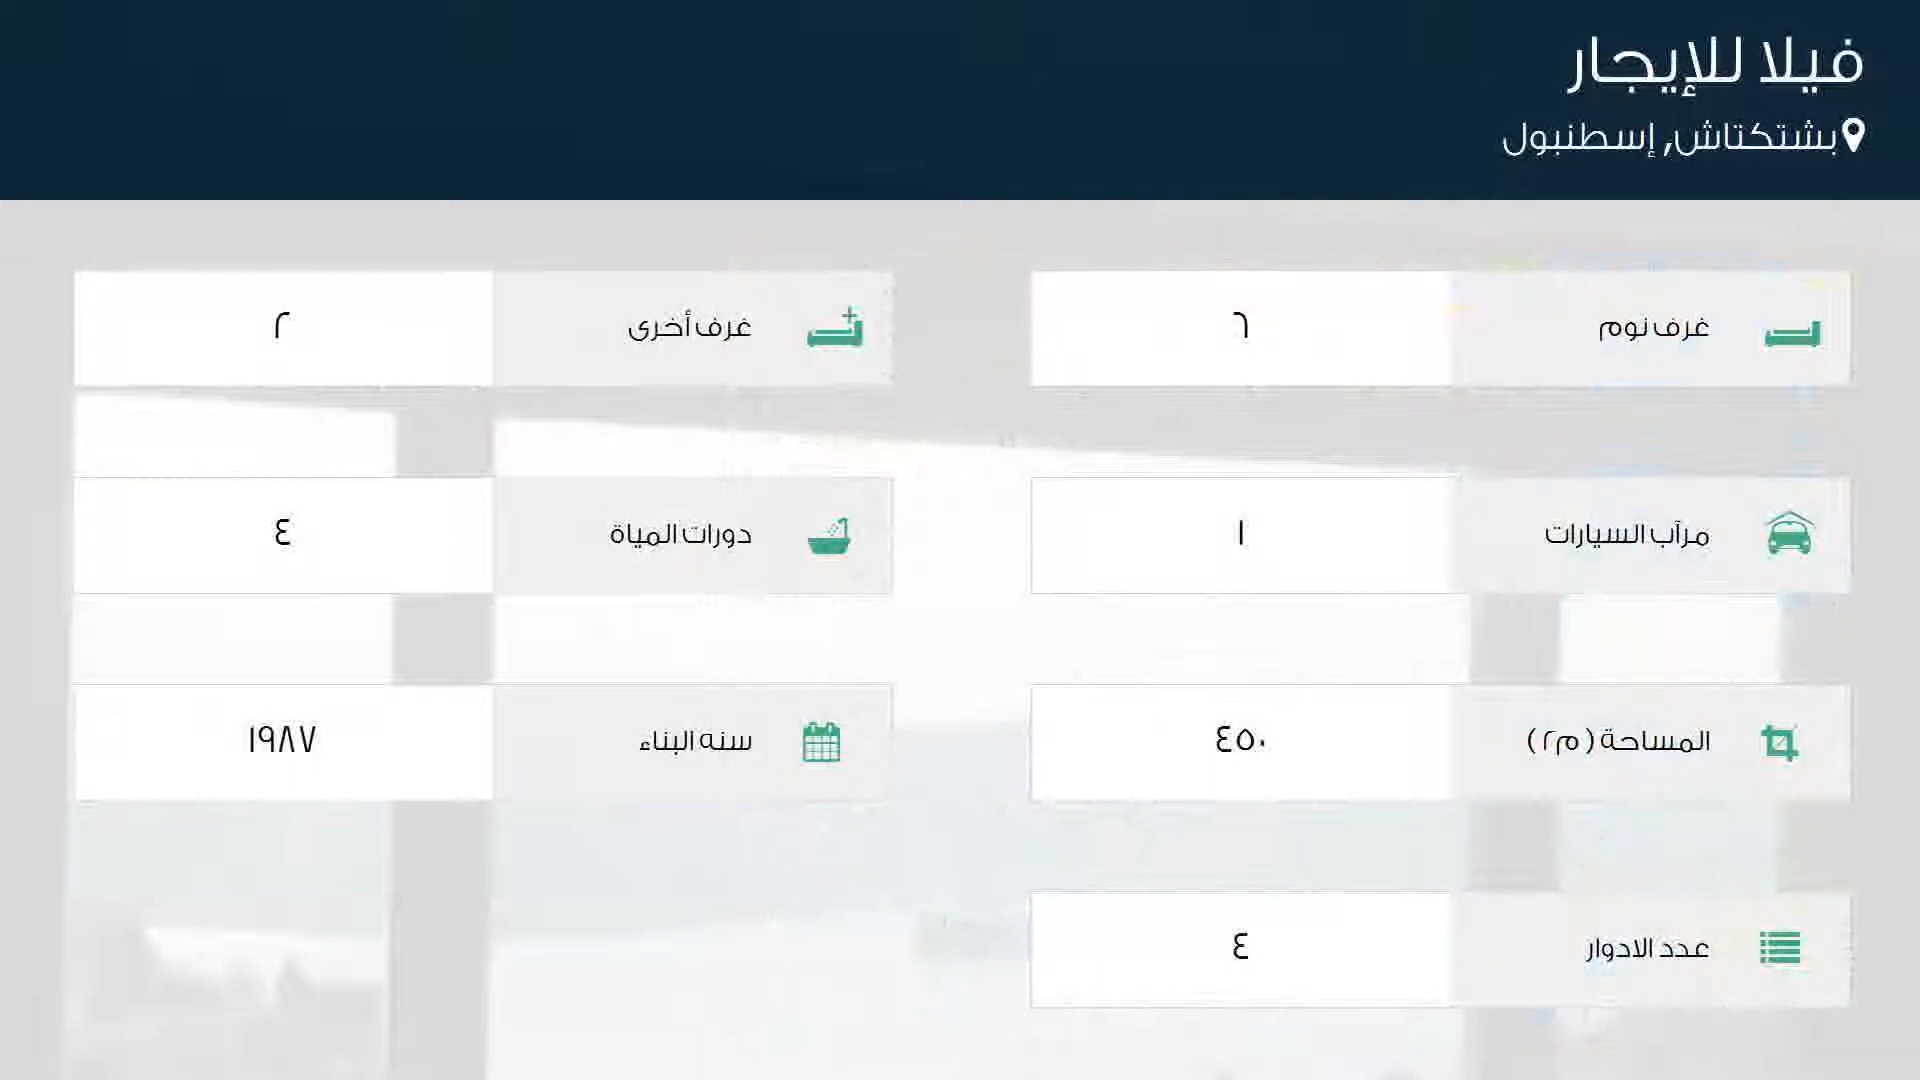 فيلا للإيجار
بشتكتاش, إسطنبول
غرف نوم
٦
غرف أخرى
٢
مرآب السيارات
١
دورات المياة
٤
المساحة ( م٢ )
٤٥٠
سنه البناء
١٩٨٧
عدد الادوار
٤